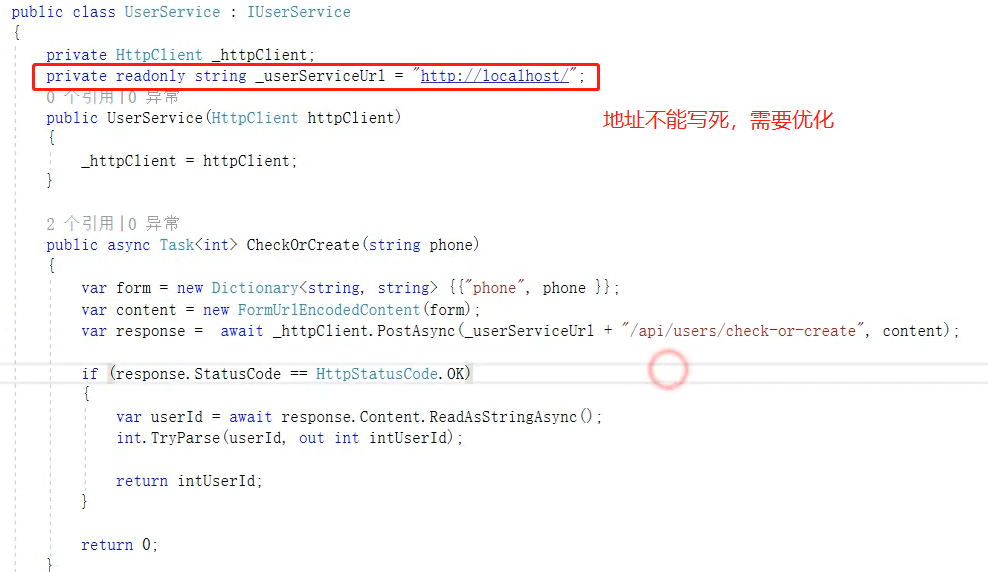 public class UserService : IUserService
{
private HttpClient _httpClient;
private readonly string _userServiceUrl = "http://localhost/";
0 个引用|0 异常
public UserService(HttpClient httpClient)
地址不能写死，需要优化
{
_httpClient = httpClient;
}
2 个引用|0 异常
public async Task<int> CheckOrCreate(string phone)
{
var form = new Dictionary<string, string> {{"phone", phone }};
var content = new FormUrlEncodedContent(form);
var response =  await _httpClient.PostAsync(_userServiceUrl + "/api/users/check-or-create", content);
if (response.StatusCode == HttpStatusCode.OK)
{
var userId = await response.Content.ReadAsStringAsync();
int.TryParse(userId, out int intUserId);
return intUserId;
}
return 0;
}